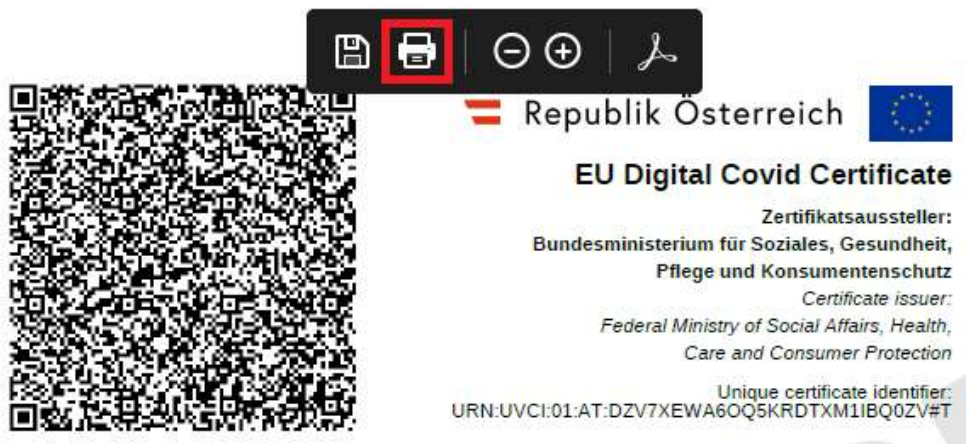 Republik Österreich
EU Digital Covid Certificate
Zertifikatsaussteller:
Bundesministerium für Soziales, Gesundheit,
Pflege und Konsumentenschutz
Certificate issuer:
Federal Ministry of Social Affairs, Health,
Care and Consumer Protection
Unique certificate identifier:
URN:UVCI:01:AT:DZV7XEWA6OQ5KRDTXM1IBQ0ZV#T